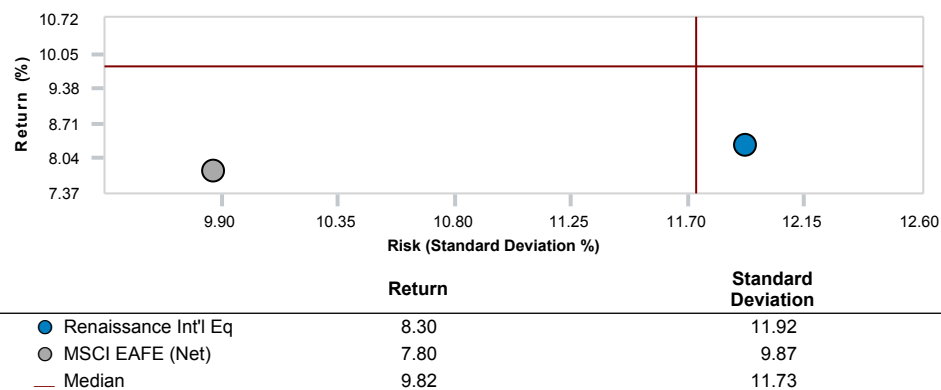 10.72
10.05
9.38
8.71
8.04
7.37
Return (%)
9.90 10.35 10.80 11.25 11.70 12.15 12.60
Risk (Standard Deviation %)
Return Standard Deviation
Renaissance Int'l Eq 8.30 11.92
MSCI EAFE (Net) 7.80 9.87
Median 9.82 11.73